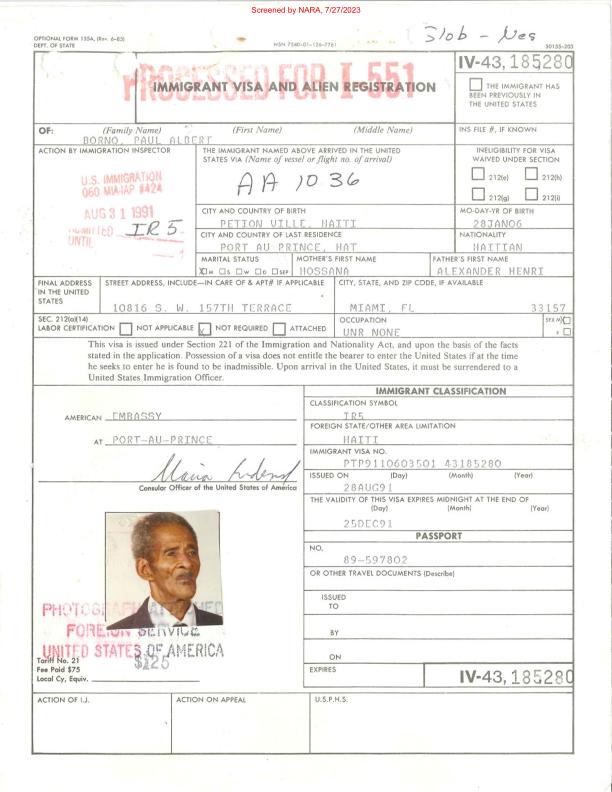 Screened by NARA, 7/27/2023
OPTIONAL FORM 155A, (Rev. 6-83)
DEPT. OF STATE
NSN 7540-01-126-7761
50155-203
PROCESSED FOR I-551
IMMIGRANT VISA AND ALIEN REGISTRATION
IV-43, 185280
THE IMMIGRANT HAS
BEEN PREVIOUSLY IN
THE UNITED STATES
OF: (Family Name) (First Name) (Middle Name)
BORNO, PAUL ALBERT
INS FILE #, IF KNOWN
ACTION BY IMMIGRATION INSPECTOR
U.S. IMMIGRATION
060 MIA-IAP #424
AUG 31 1991
ADMITTED IR5
UNTIL
THE IMMIGRANT NAMED ABOVE ARRIVED IN THE UNITED
STATES VIA (Name of vessel or flight no. of arrival)
AA 1036
INELIGIBILITY FOR VISA
WAIVED UNDER SECTION
212(e) 212(h)
212(g) 212(i)
CITY AND COUNTRY OF BIRTH
PETION VILLE, HAITI
MO-DAY-YR OF BIRTH
28JAN06
CITY AND COUNTRY OF LAST RESIDENCE
PORT AU PRINCE, HAT
NATIONALITY
HAITIAN
MARITAL STATUS
X M S W D SEP
MOTHER'S FIRST NAME
HOSSANA
FATHER'S FIRST NAME
ALEXANDER HENRI
FINAL ADDRESS
IN THE UNITED
STATES
STREET ADDRESS, INCLUDE—IN CARE OF & APT# IF APPLICABLE
10816 S. W. 157TH TERRACE
CITY, STATE, AND ZIP CODE, IF AVAILABLE
MIAMI, FL 33157
SEC. 212(a)(14)
LABOR CERTIFICATION NOT APPLICABLE NOT REQUIRED ATTACHED
OCCUPATION
UNR NONE
SEX M X
F
This visa is issued under Section 221 of the Immigration and Nationality Act, and upon the basis of the facts
stated in the application. Possession of a visa does not entitle the bearer to enter the United States if at the time
he seeks to enter he is found to be inadmissible. Upon arrival in the United States, it must be surrendered to a
United States Immigration Officer.
IMMIGRANT CLASSIFICATION
CLASSIFICATION SYMBOL
IR5
AMERICAN EMBASSY
FOREIGN STATE/OTHER AREA LIMITATION
HAITI
AT PORT-AU-PRINCE
IMMIGRANT VISA NO.
PTP9110603501 43185280
Consular Officer of the United States of America
ISSUED ON (Day) (Month) (Year)
28AUG91
THE VALIDITY OF THIS VISA EXPIRES MIDNIGHT AT THE END OF
(Day) (Month) (Year)
25DEC91
PASSPORT
NO.
89-597802
OR OTHER TRAVEL DOCUMENTS (Describe)
ISSUED
TO
BY
ON
PHOTOGRAPH ATTACHED
FOREIGN SERVICE
UNITED STATES OF AMERICA
Tariff No. 21
Fee Paid $75
$125
Local Cy, Equiv.
EXPIRES
IV-43, 185280
ACTION OF I.J.
ACTION ON APPEAL
U.S.P.H.S.